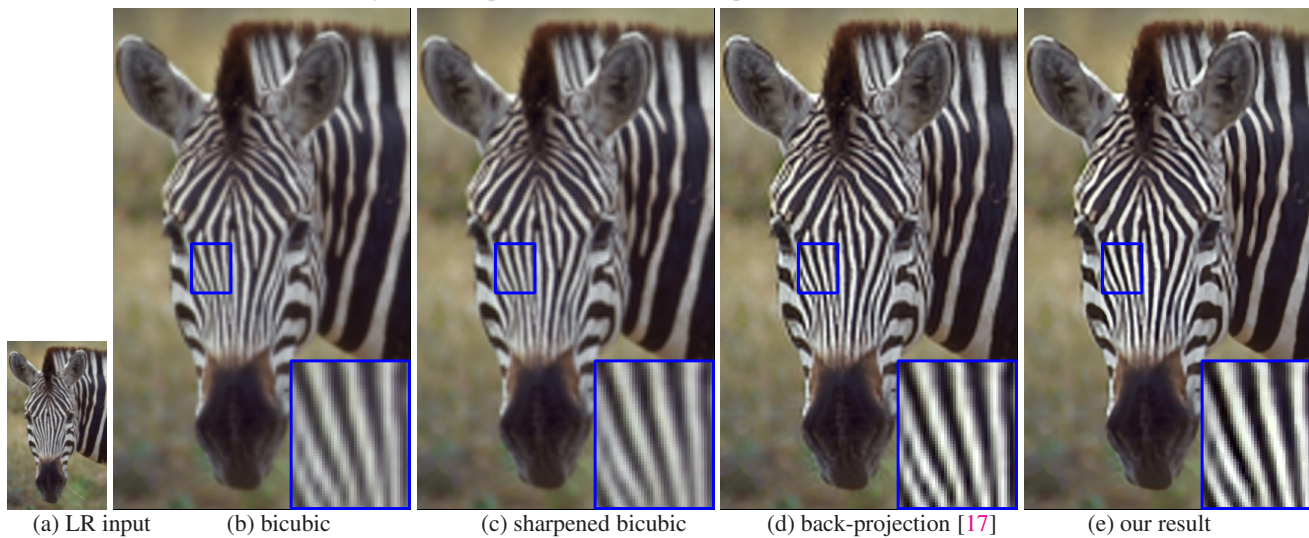 (a) LR input
(b) bicubic
(c) sharpened bicubic
(d) back-projection [17]
(e) our result